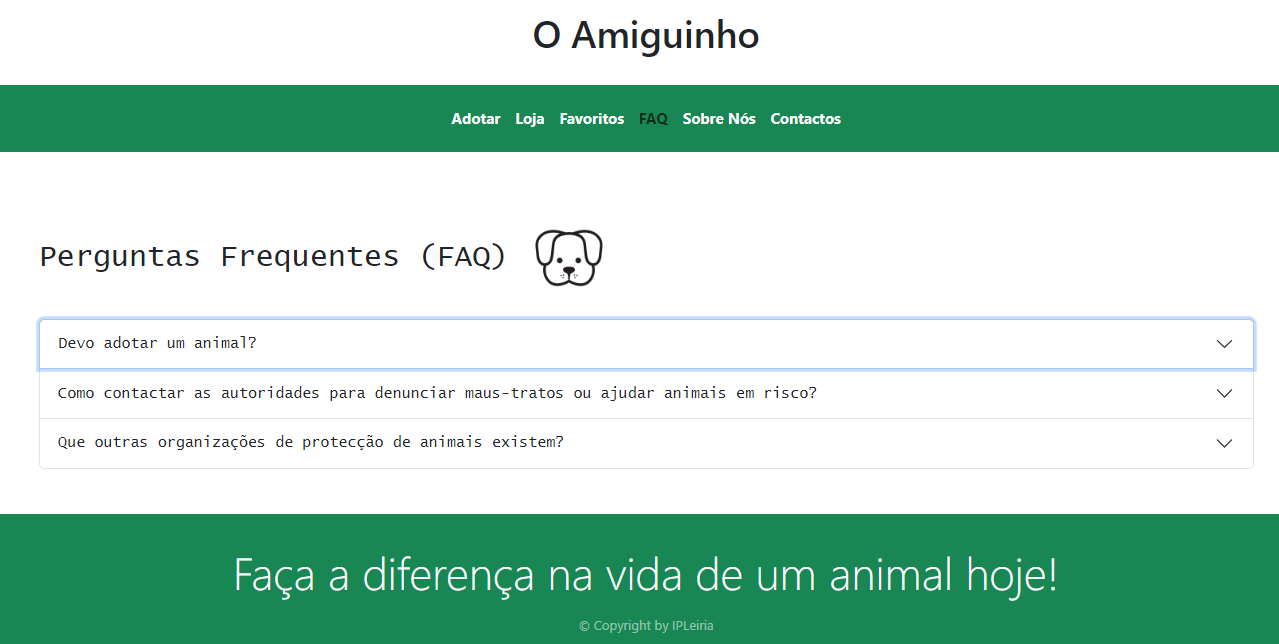 O Amiguinho
Adotar Loja Favoritos FAQ Sobre Nós Contactos
Perguntas Frequentes (FAQ)
Devo adotar um animal?
Como contactar as autoridades para denunciar maus-tratos ou ajudar animais em risco?
Que outras organizações de protecção de animais existem?
Faça a diferença na vida de um animal hoje!
© Copyright by IPLeiria